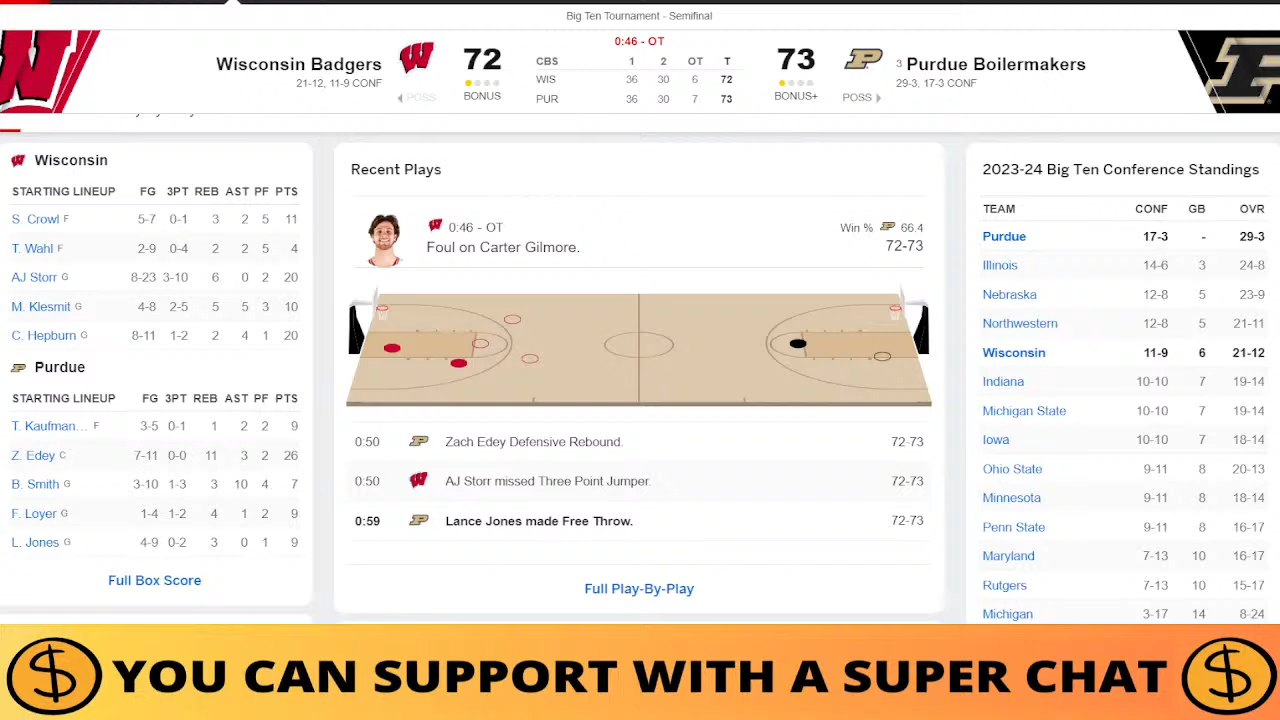 Big Ten Tournament - Semifinal
Wisconsin Badgers
21-12, 11-9 CONF
POSS
72
BONUS
0:46 - OT
CBS 1 2 OT T
WIS 36 30 6 72
PUR 36 30 7 73
73
BONUS+
POSS
3 Purdue Boilermakers
29-3, 17-3 CONF
Wisconsin
STARTING LINEUP FG 3PT REB AST PF PTS
S. Crowl F 5-7 0-1 3 2 5 11
T. Wahl F 2-9 0-4 2 2 5 4
AJ Storr G 8-23 3-10 6 0 2 20
M. Klesmit G 4-8 2-5 5 5 3 10
C. Hepburn G 8-11 1-2 2 4 1 20
Purdue
STARTING LINEUP FG 3PT REB AST PF PTS
T. Kaufman... F 3-5 0-1 1 2 2 9
Z. Edey C 7-11 0-0 11 3 2 26
B. Smith G 3-10 1-3 3 10 4 7
F. Loyer G 1-4 1-2 4 1 2 9
L. Jones G 4-9 0-2 3 0 1 9
Full Box Score
Recent Plays
0:46 - OT
Foul on Carter Gilmore.
Win % 66.4
72-73
0:50 Zach Edey Defensive Rebound. 72-73
0:50 AJ Storr missed Three Point Jumper. 72-73
0:59 Lance Jones made Free Throw. 72-73
Full Play-By-Play
2023-24 Big Ten Conference Standings
TEAM CONF GB OVR
Purdue 17-3 - 29-3
Illinois 14-6 3 24-8
Nebraska 12-8 5 23-9
Northwestern 12-8 5 21-11
Wisconsin 11-9 6 21-12
Indiana 10-10 7 19-14
Michigan State 10-10 7 19-14
Iowa 10-10 7 18-14
Ohio State 9-11 8 20-13
Minnesota 9-11 8 18-14
Penn State 9-11 8 16-17
Maryland 7-13 10 16-17
Rutgers 7-13 10 15-17
Michigan 3-17 14 8-24
$ YOU CAN SUPPORT WITH A SUPER CHAT $